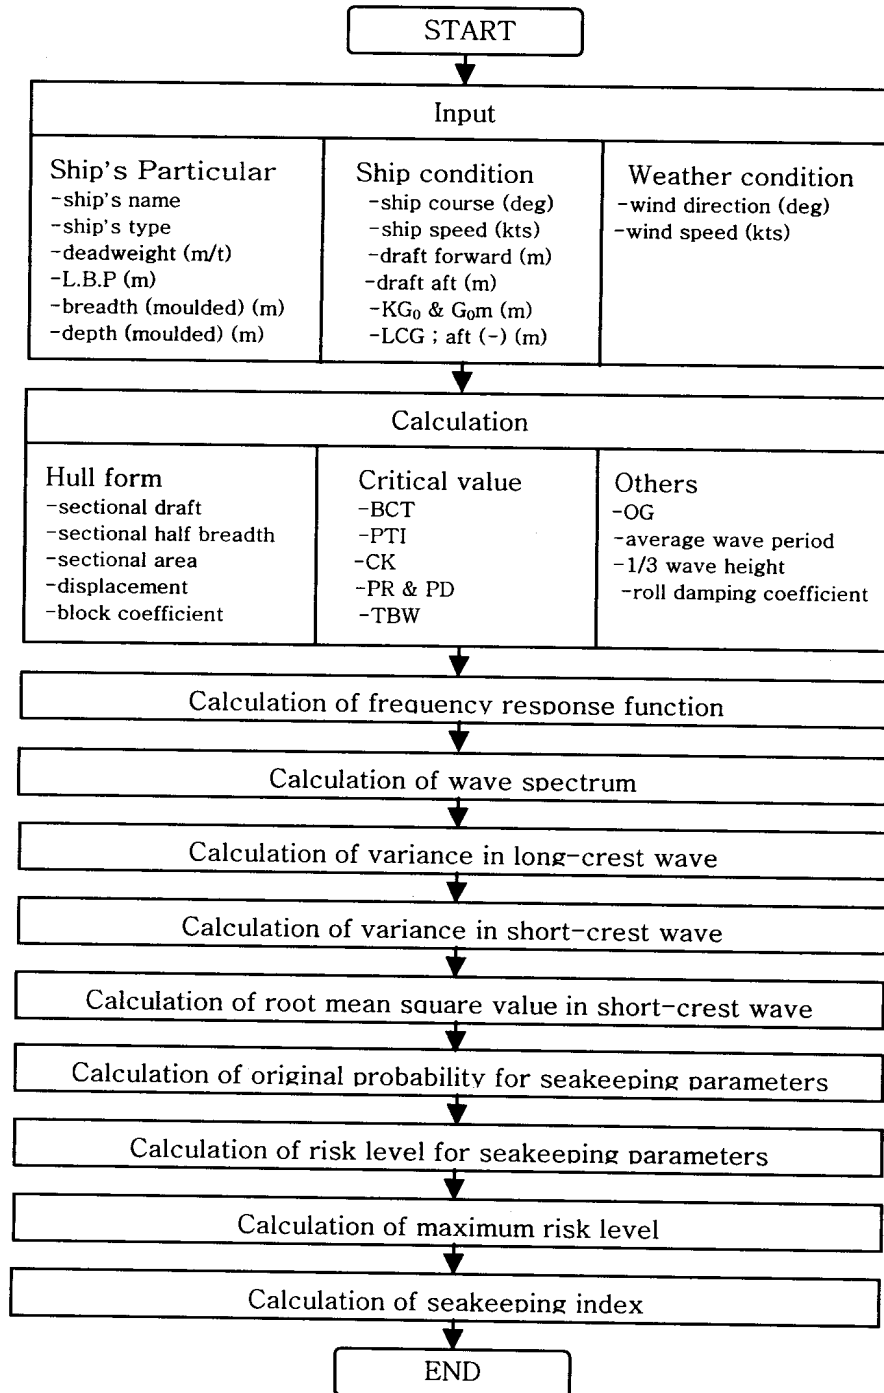 START
Input
Ship's Particular
-ship's name
-ship's type
-deadweight (m/t)
-L.B.P (m)
-breadth (moulded) (m)
-depth (moulded) (m)
Ship condition
-ship course (deg)
-ship speed (kts)
-draft forward (m)
-draft aft (m)
-KG₀ & G₀m (m)
-LCG ; aft (-) (m)
Weather condition
-wind direction (deg)
-wind speed (kts)
Calculation
Hull form
-sectional draft
-sectional half breadth
-sectional area
-displacement
-block coefficient
Critical value
-BCT
-PTI
-CK
-PR & PD
-TBW
Others
-OG
-average wave period
-1/3 wave height
-roll damping coefficient
Calculation of frequency response function
Calculation of wave spectrum
Calculation of variance in long-crest wave
Calculation of variance in short-crest wave
Calculation of root mean square value in short-crest wave
Calculation of original probability for seakeeping parameters
Calculation of risk level for seakeeping parameters
Calculation of maximum risk level
Calculation of seakeeping index
END